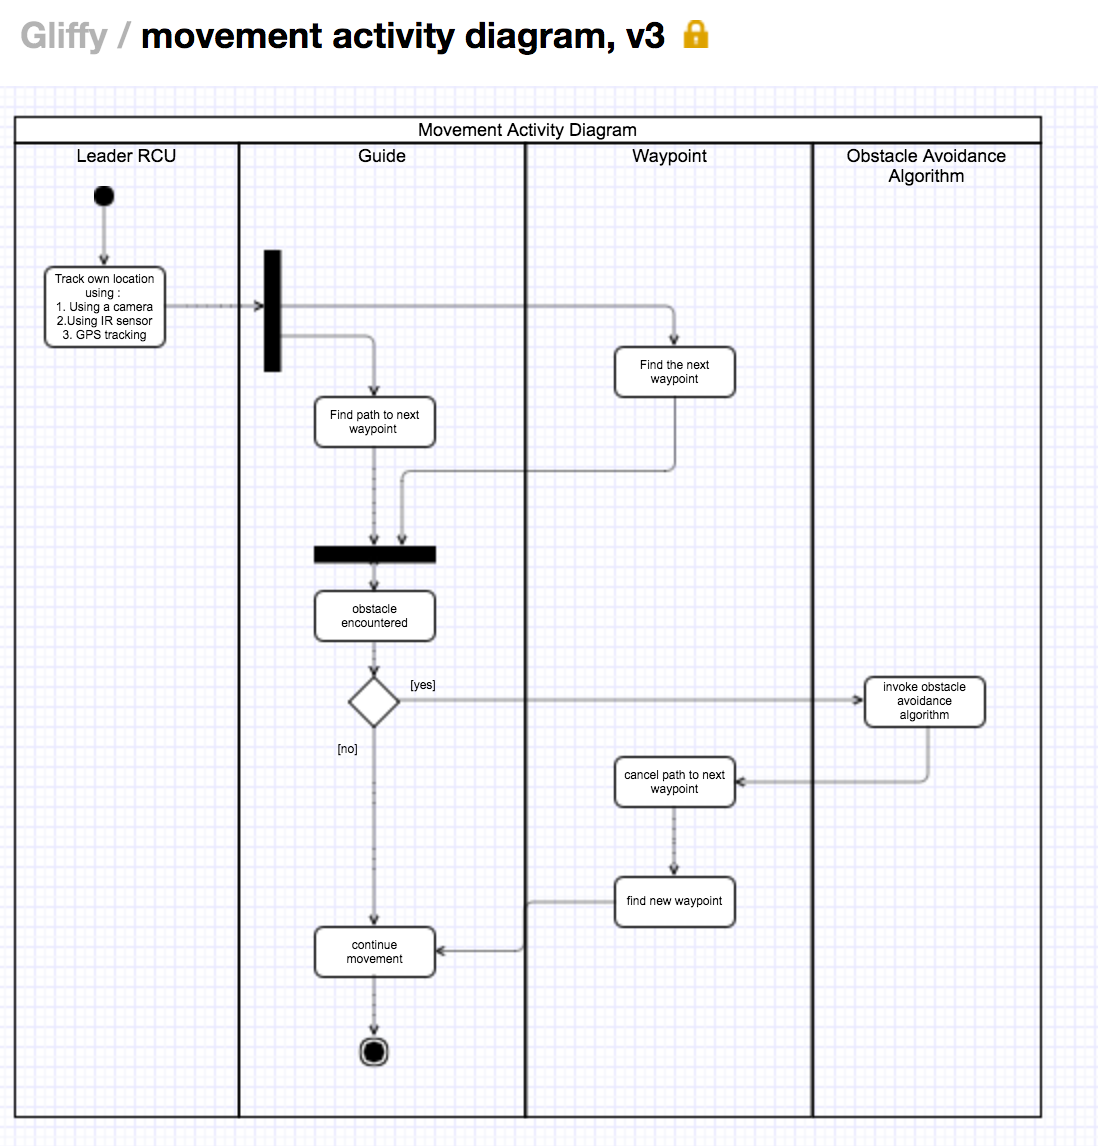 Gliffy / movement activity diagram, v3
Movement Activity Diagram
Leader RCU
Guide
Waypoint
Obstacle Avoidance
Algorithm
Track own location
using :
1. Using a camera
2.Using IR sensor
3. GPS tracking
Find the next
waypoint
Find path to next
waypoint
obstacle
encountered
[yes]
invoke obstacle
avoidance
algorithm
[no]
cancel path to next
waypoint
find new waypoint
continue
movement